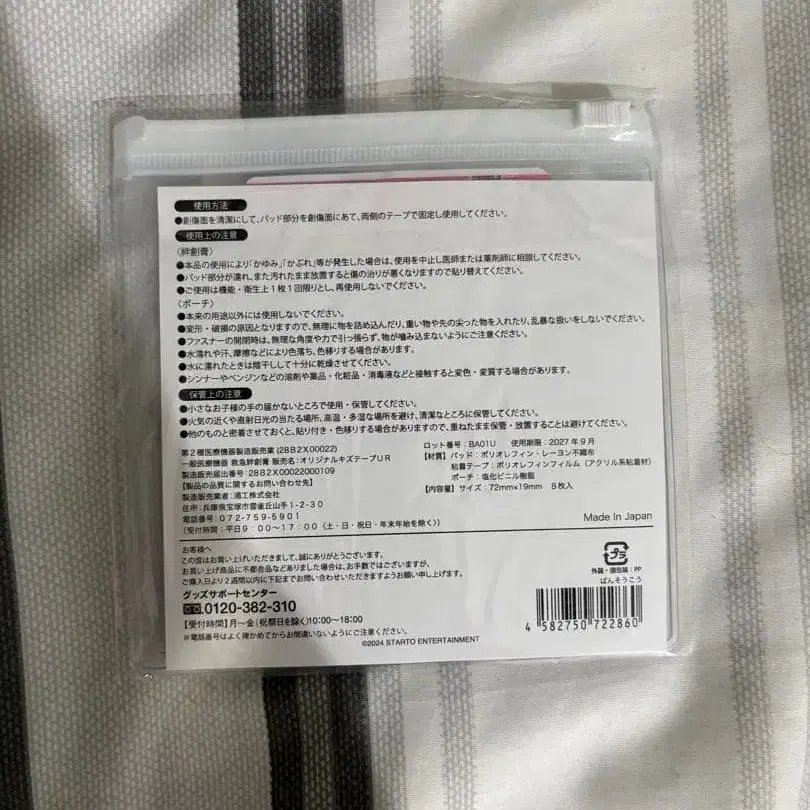 使用方法
●創傷面を清潔にして、パッド部分を創傷面にあて、両側のテープで固定し使用してください。
使用上の注意
〈絆創膏〉
●本品の使用により「かゆみ」「かぶれ」等が発生した場合は、使用を中止し医師または薬剤師に相談してください。
●パッド部分が濡れ、また汚れたまま放置すると傷の治りが悪くなりますので貼り替えてください。
●ご使用は機能・衛生上1枚1回限りとし、再使用しないでください。
〈ポーチ〉
●本来の用途以外には使用しないでください。
●変形・破損の原因となりますので、無理に物を詰め込んだり、重い物や先の尖った物を入れたり、乱暴な扱いをしないでください。
●ファスナーの開閉時は、無理な角度や力で引っ張らず、物が噛み込まないようにご注意ください。
●水濡れや汗、摩擦などにより色落ち、色移りする場合があります。
●水に濡れたときは陰干しして十分に乾燥させてください。
●シンナーやベンジンなどの溶剤や薬品・化粧品・消毒液などと接触すると変色・変質する場合があります。
保管上の注意
●小さなお子様の手の届かないところで使用・保管してください。
●火気の近くや直射日光の当たる場所、高温・多湿な場所を避け、清潔なところに保管してください。
●他のものと密着させておくと、貼り付き・色移りする場合がありますので、重ねたまま保管・放置することは避けてください。
第2種医療機器製造販売業(28B2X00022)
一般医療機器 救急絆創膏 販売名:オリジナルキズテープUR
製造販売届出番号:28B2X00022000109
【製品の品質に関するお問い合わせ先】
製造販売業者:鴻工株式会社
住所:兵庫県宝塚市雲雀丘山手1-2-30
電話番号:072-759-5901
(受付時間:平日9:00〜17:00(土・日・祝日・年末年始を除く))
ロット番号:BA01U 使用期限:2027年9月
【材質】パッド:ポリオレフィン・レーヨン不織布
粘着テープ:ポリオレフィンフィルム(アクリル系粘着材)
ポーチ:塩化ビニル樹脂
【内容量】サイズ:72mm×19mm 8枚入
Made In Japan
お客様へ
この度はお買い上げいただきまして、誠にありがとうございます。
お買い上げ商品に不都合品などありました場合は、お手数ではございますが、
ご購入日より2週間以内に下記までお問い合わせいただきますようお願い申し上げます。
グッズサポートセンター
0120-382-310
【受付時間】月〜金(祝祭日を除く)10:00〜18:00
※電話番号はよく確かめてからお間違いないようにご注意ください。
©2024 STARTO ENTERTAINMENT
プラ
外装・個包装:PP
ばんそうこう
4 582750 722860